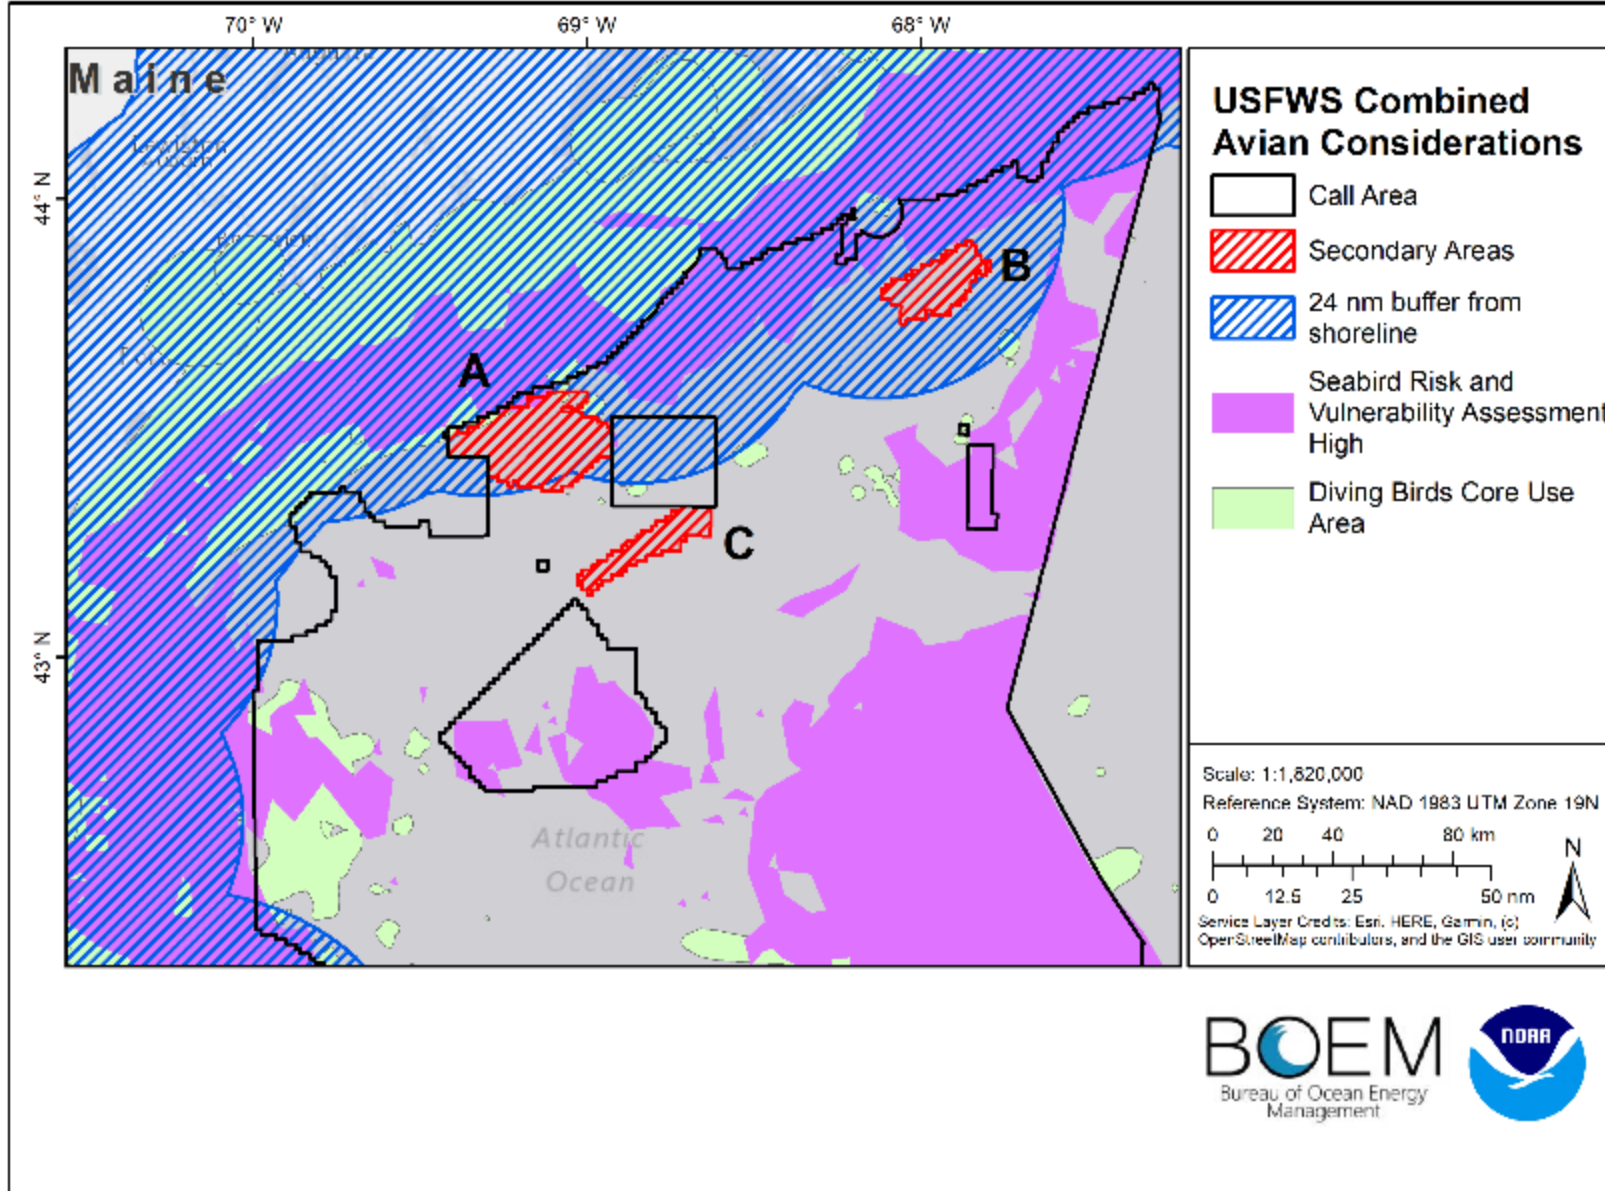 70° W 69° W 68° W
Maine
Augusta
44° N
43° N
A
B
C
Atlantic
Ocean
USFWS Combined
Avian Considerations
Call Area
Secondary Areas
24 nm buffer from
shoreline
Seabird Risk and
Vulnerability Assessment
High
Diving Birds Core Use
Area
Scale: 1:1,820,000
Reference System: NAD 1983 UTM Zone 19N
0 20 40 80 km
0 12.5 25 50 nm
N
Service Layer Credits: Esri, HERE, Garmin, (c)
OpenStreetMap contributors, and the GIS user community
BOEM
Bureau of Ocean Energy
Management
NOAA